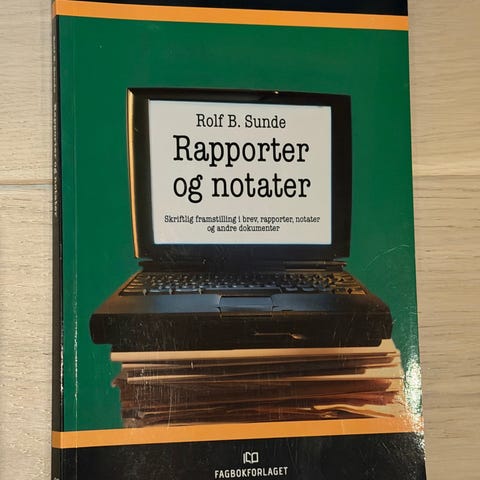 Rolf B. Sunde
Rapporter
og notater
Skriftlig framstilling i brev, rapporter, notater
og andre dokumenter
FAGBOKFORLAGET